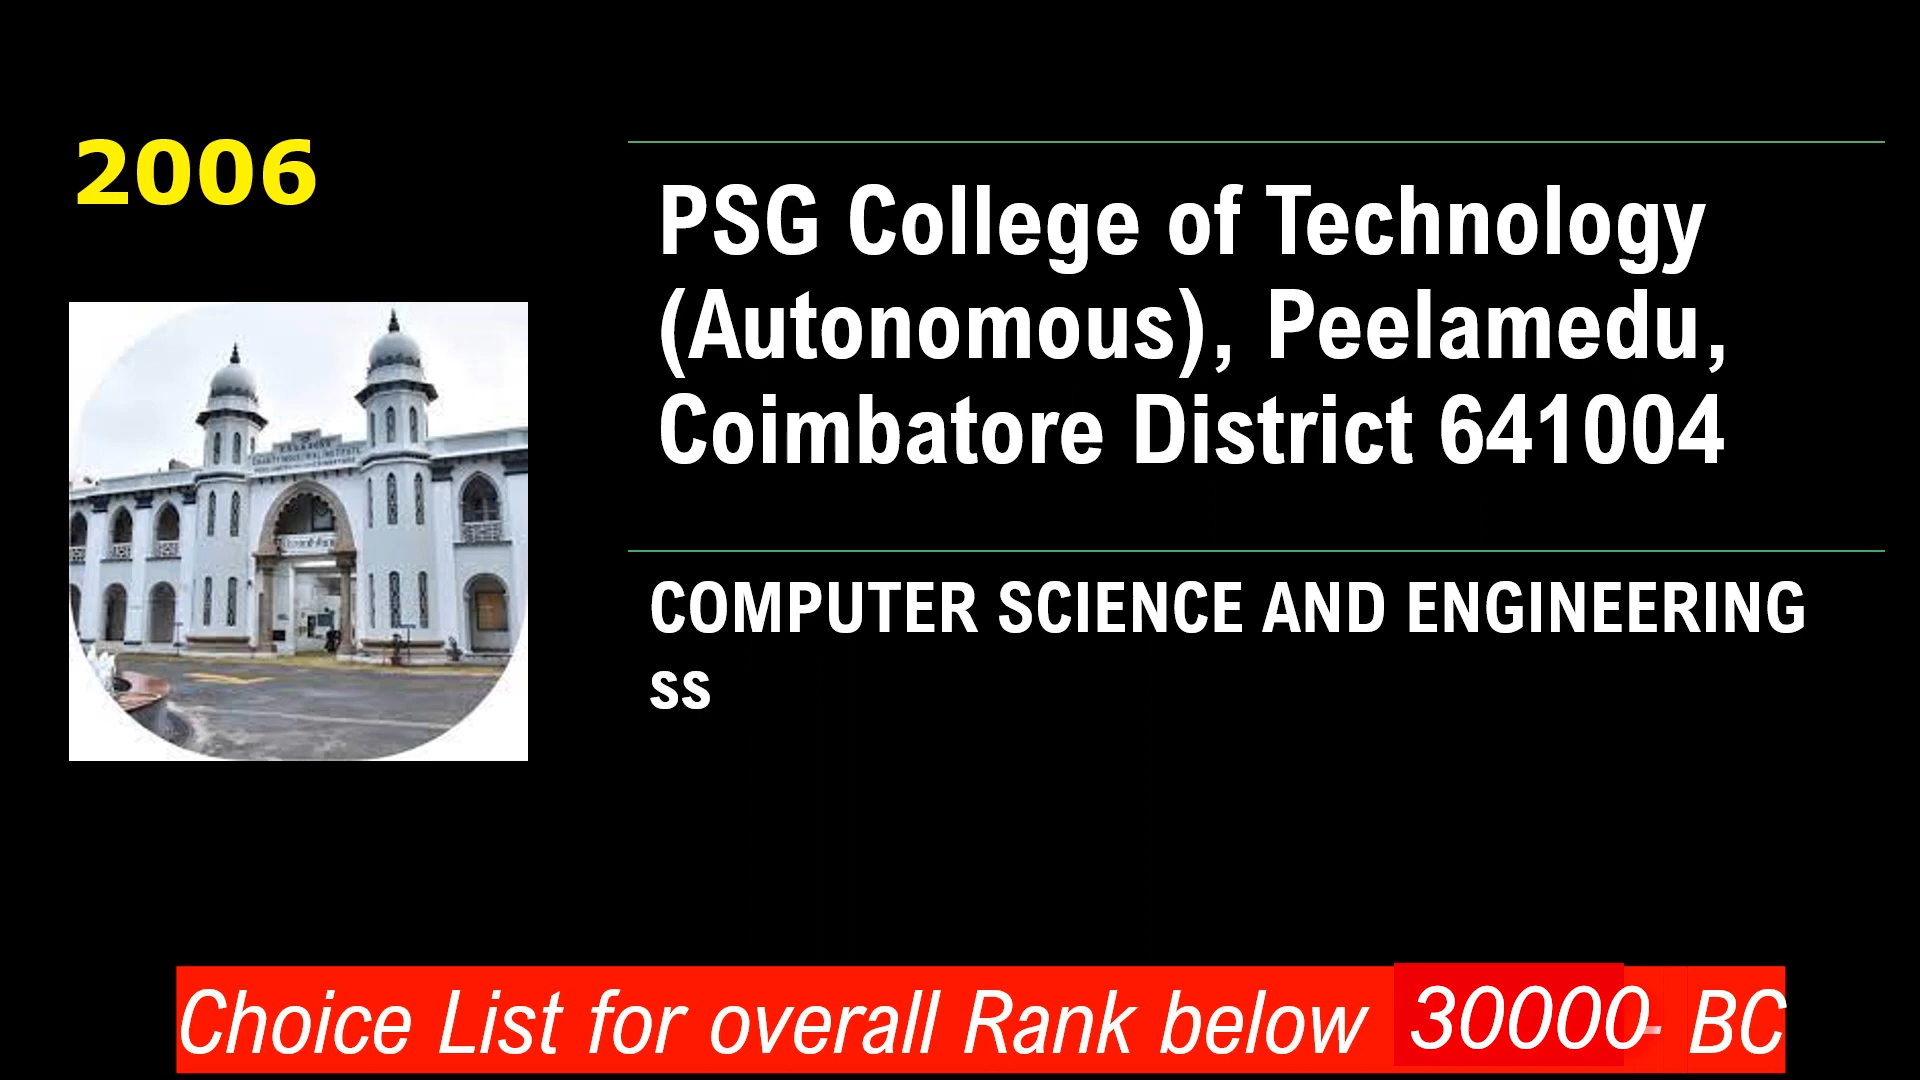 2006
PSG College of Technology
(Autonomous), Peelamedu,
Coimbatore District 641004
COMPUTER SCIENCE AND ENGINEERING
ss
Choice List for overall Rank below 30000- BC